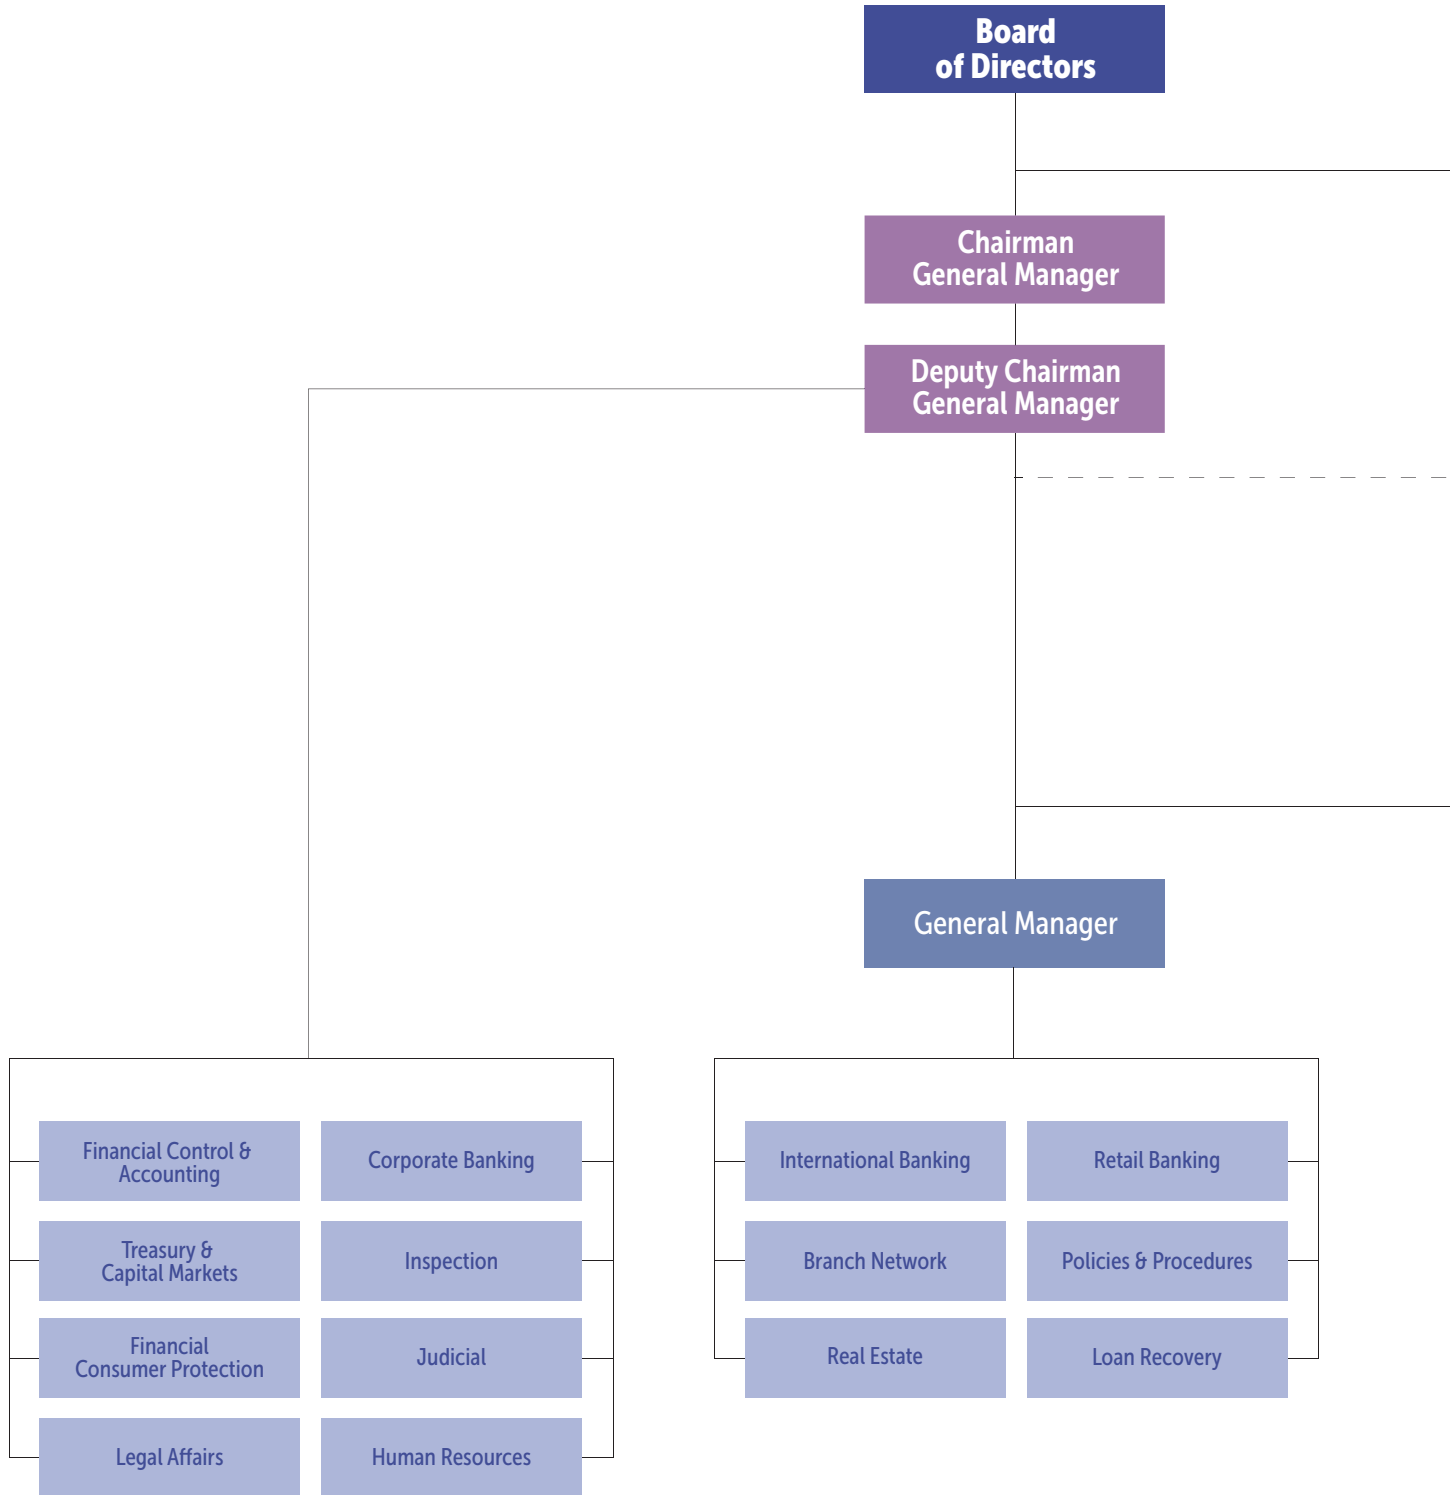 Board
of Directors
Chairman
General Manager
Deputy Chairman
General Manager
General Manager
Financial Control &
Accounting
Corporate Banking
Treasury &
Capital Markets
Inspection
Financial
Consumer Protection
Judicial
Legal Affairs
Human Resources
International Banking
Retail Banking
Branch Network
Policies & Procedures
Real Estate
Loan Recovery